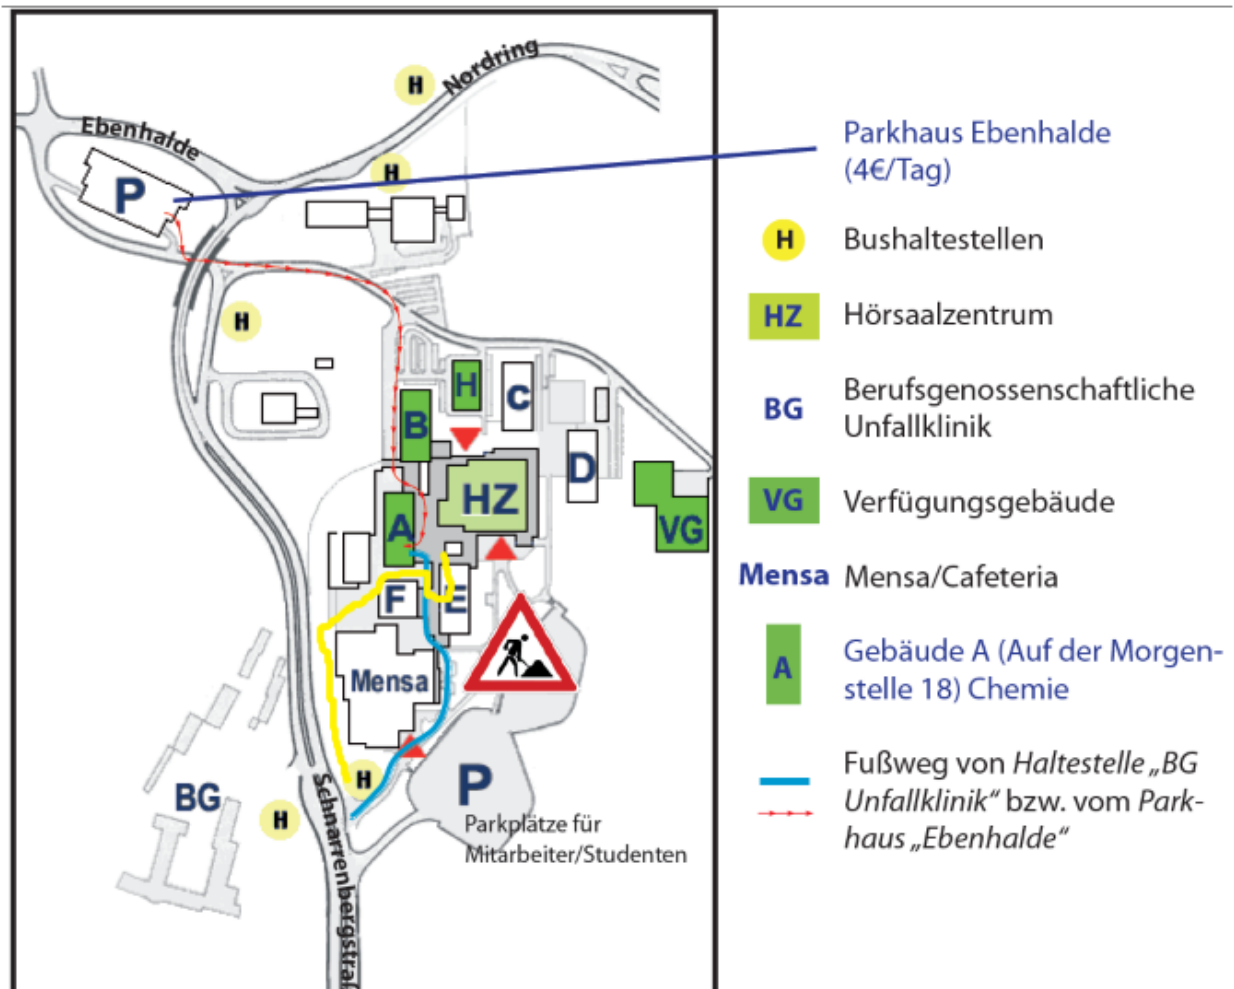 Nordring
H
Ebenhalde
H
P
H
H
C
B
D
HZ
A
VG
F
E
Mensa
H
P
BG
H
Schnarrenbergstraß
Parkplätze für
Mitarbeiter/Studenten
Parkhaus Ebenhalde
(4€/Tag)
H Bushaltestellen
HZ Hörsaalzentrum
BG Berufsgenossenschaftliche
Unfallklinik
VG Verfügungsgebäude
Mensa Mensa/Cafeteria
A Gebäude A (Auf der Morgen-
stelle 18) Chemie
Fußweg von Haltestelle „BG
Unfallklinik“ bzw. vom Park-
haus „Ebenhalde“